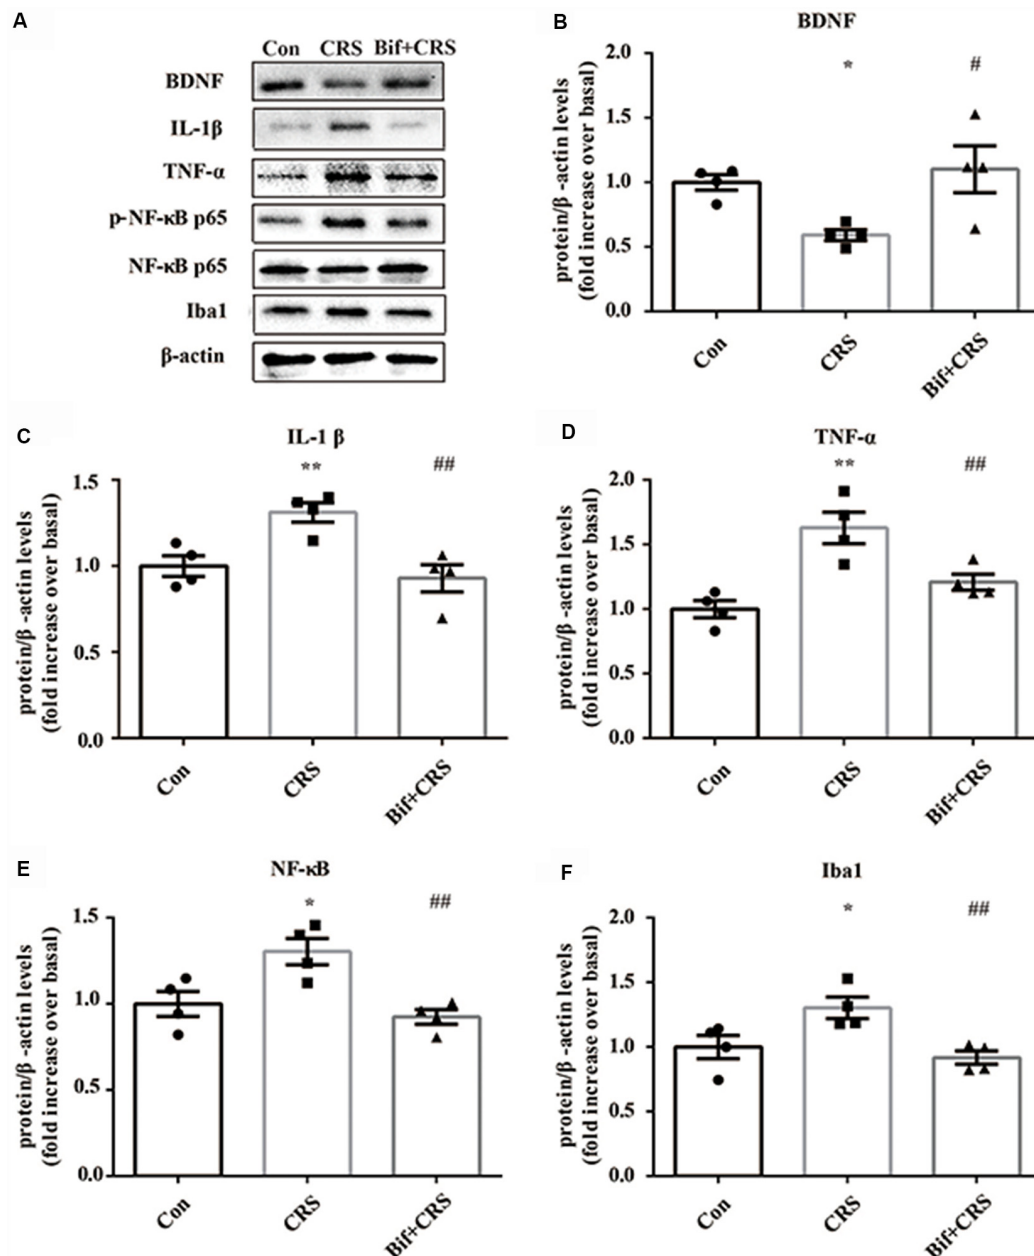 A
Con CRS Bif+CRS
BDNF
IL-1β
TNF-α
p-NF-κB p65
NF-κB p65
Iba1
β-actin
B
BDNF
protein/β -actin levels
(fold increase over basal)
2.0
1.5
1.0
0.5
0.0
* #
Con CRS Bif+CRS
C
IL-1 β
protein/β -actin levels
(fold increase over basal)
1.5
1.0
0.5
0.0
** ##
Con CRS Bif+CRS
D
TNF-α
protein/β -actin levels
(fold increase over basal)
2.0
1.5
1.0
0.5
0.0
** ##
Con CRS Bif+CRS
E
NF-κB
protein/β -actin levels
(fold increase over basal)
1.5
1.0
0.5
0.0
* ##
Con CRS Bif+CRS
F
Iba1
protein/β -actin levels
(fold increase over basal)
2.0
1.5
1.0
0.5
0.0
* ##
Con CRS Bif+CRS